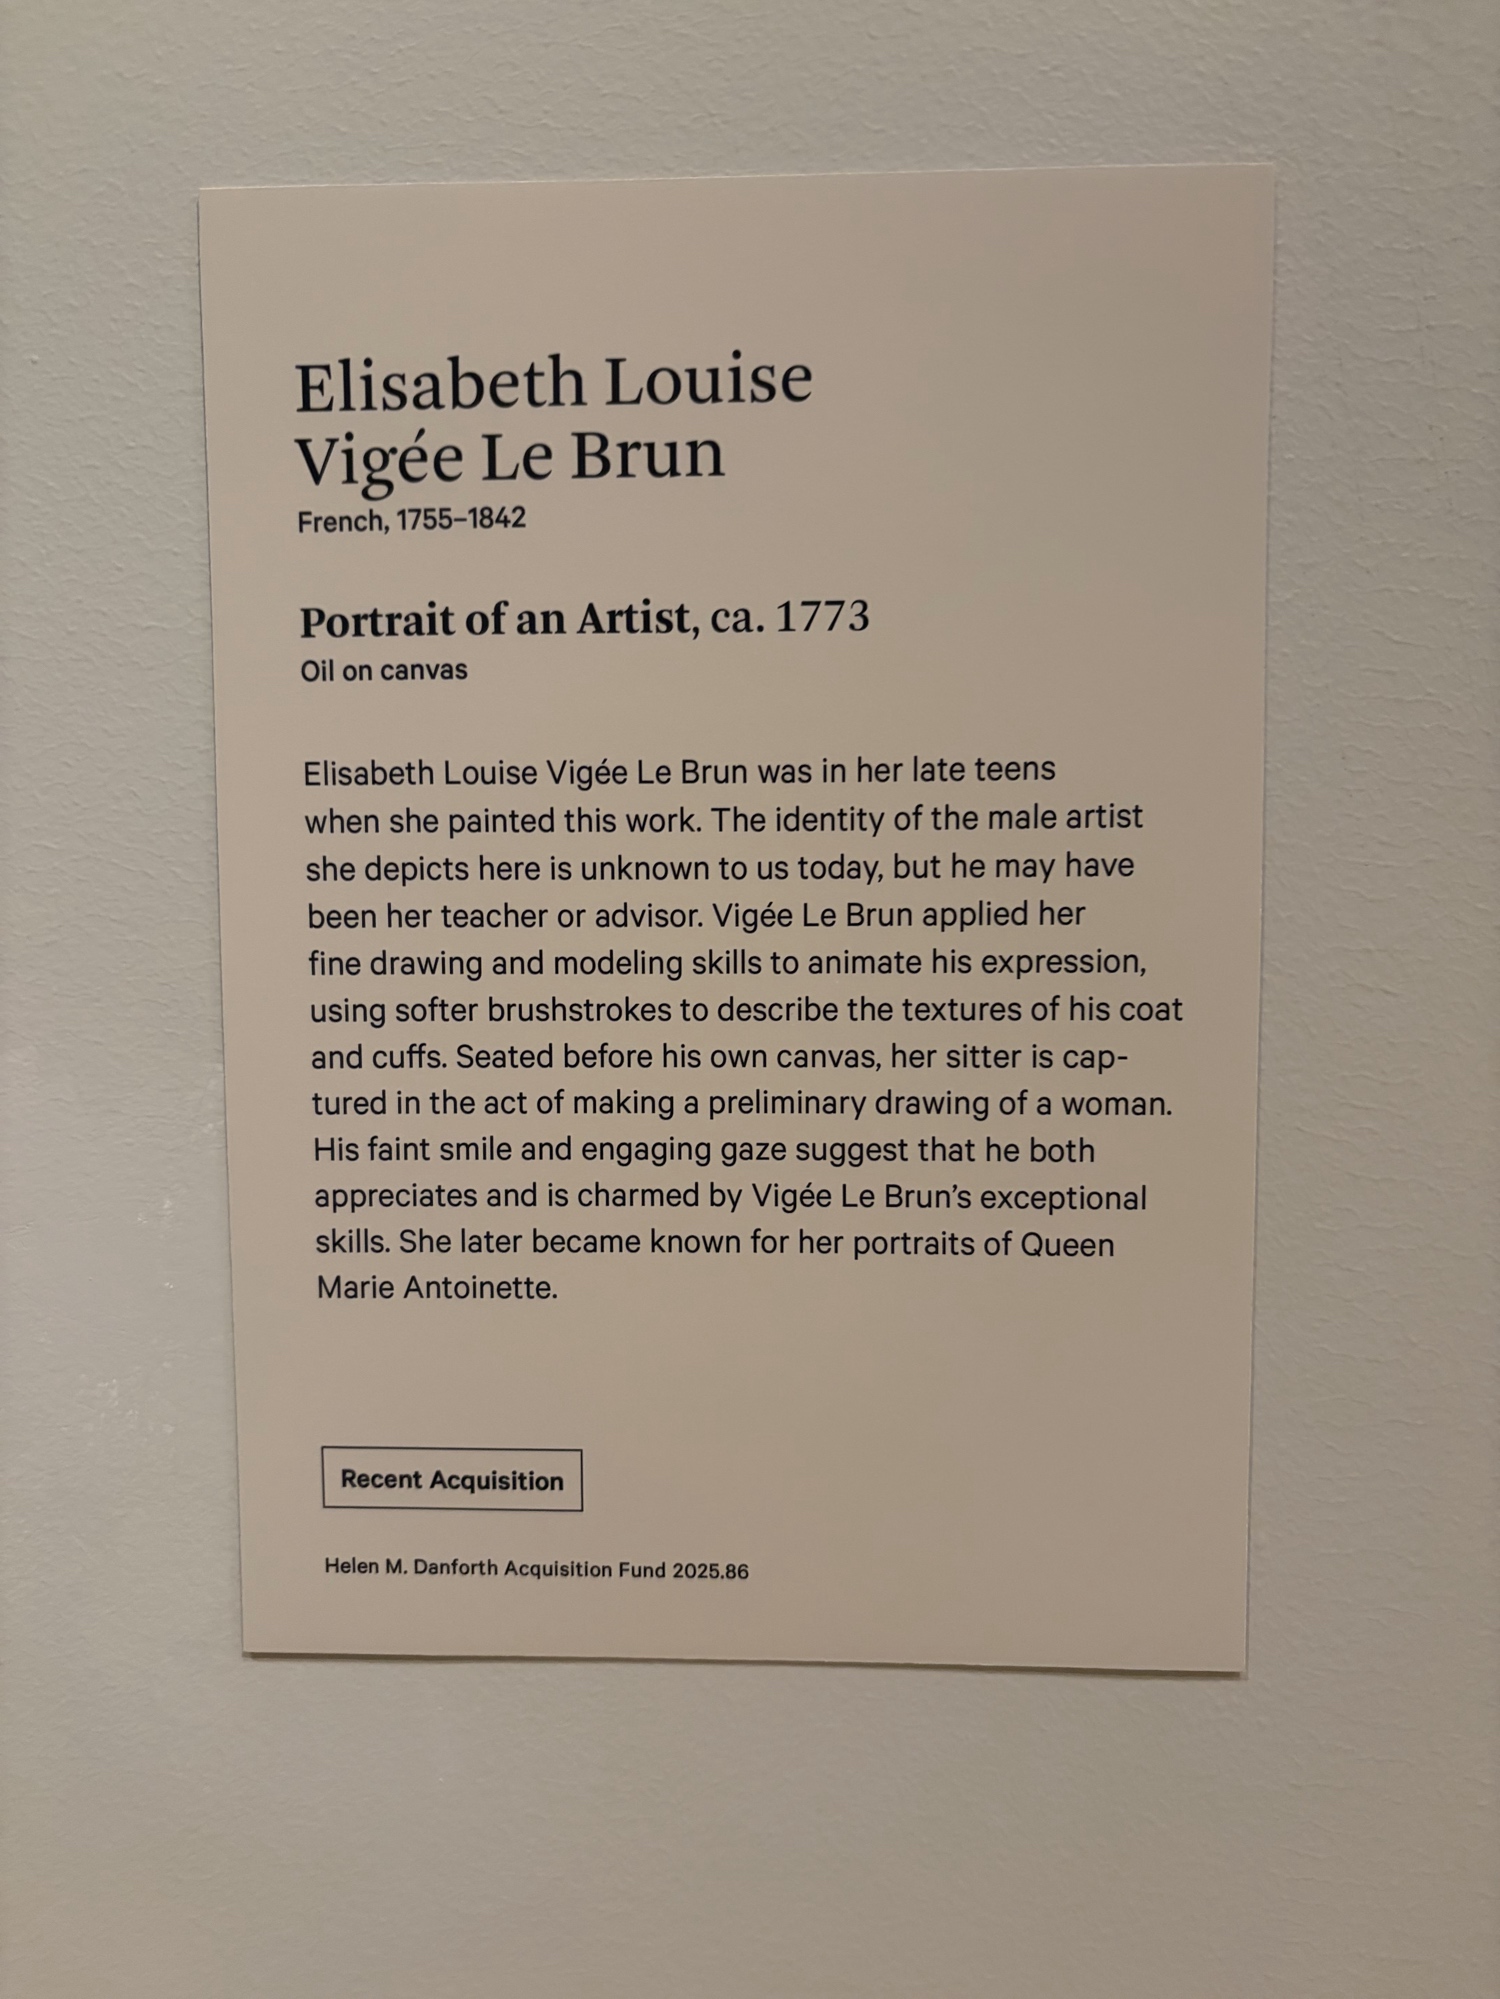 Elisabeth Louise
Vigée Le Brun
French, 1755–1842
Portrait of an Artist, ca. 1773
Oil on canvas
Elisabeth Louise Vigée Le Brun was in her late teens
when she painted this work. The identity of the male artist
she depicts here is unknown to us today, but he may have
been her teacher or advisor. Vigée Le Brun applied her
fine drawing and modeling skills to animate his expression,
using softer brushstrokes to describe the textures of his coat
and cuffs. Seated before his own canvas, her sitter is cap-
tured in the act of making a preliminary drawing of a woman.
His faint smile and engaging gaze suggest that he both
appreciates and is charmed by Vigée Le Brun’s exceptional
skills. She later became known for her portraits of Queen
Marie Antoinette.
Recent Acquisition
Helen M. Danforth Acquisition Fund 2025.86